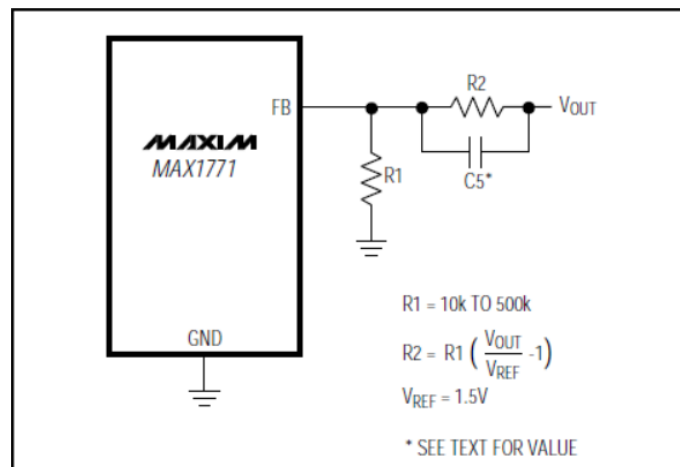 R2
FB
VOUT
MAXIM
MAX1771
R1
C5*
R1 = 10k TO 500k
R2 = R1 ( VOUT / VREF -1 )
GND
VREF = 1.5V
* SEE TEXT FOR VALUE